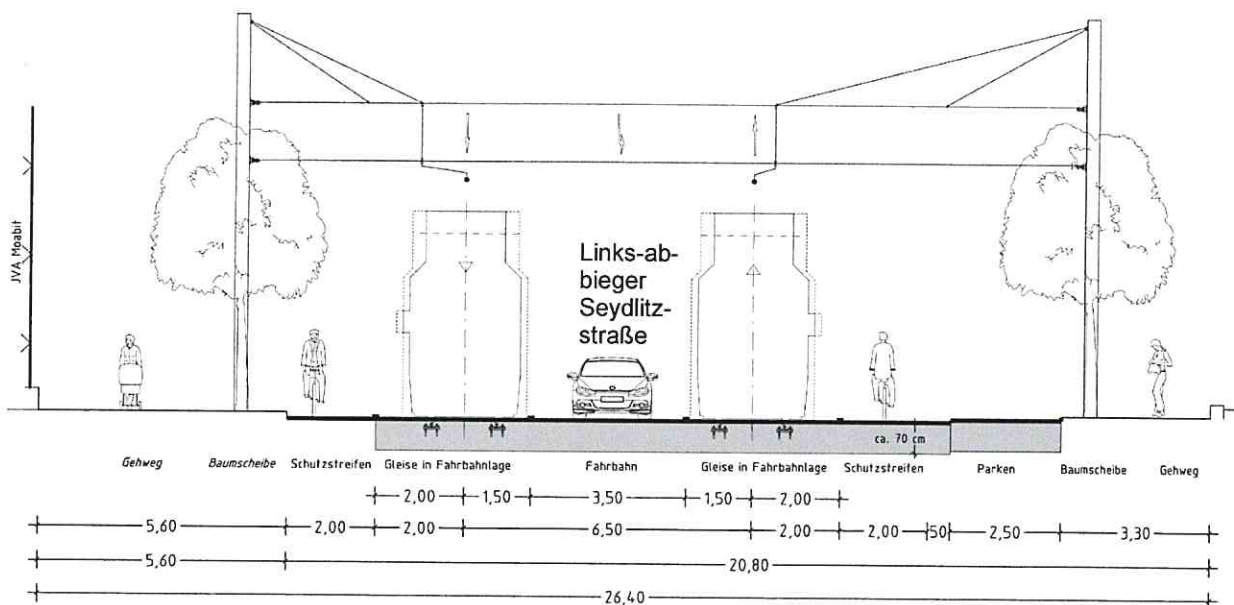 JVA Moabit
Links-ab-
bieger
Seydlitz-
straße
ca. 70 cm
Gehweg Baumscheibe Schutzstreifen Gleise in Fahrbahnlage Fahrbahn Gleise in Fahrbahnlage Schutzstreifen Parken Baumscheibe Gehweg
2,00 1,50 3,50 1,50 2,00
5,60 2,00 2,00 6,50 2,00 2,00 50 2,50 3,30
5,60 20,80
26,40